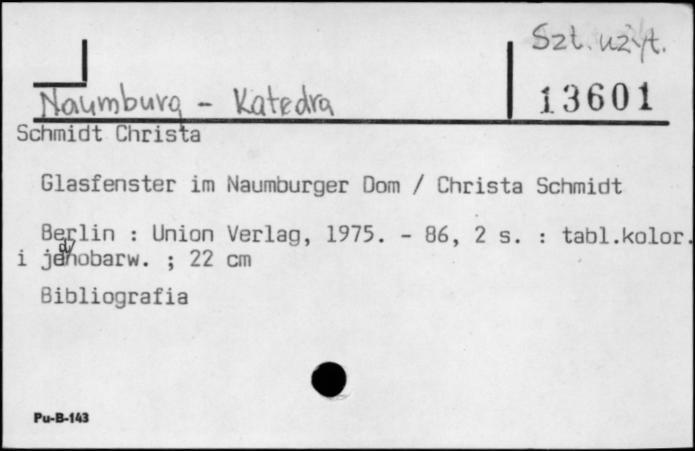 Szt. użyt.
Naumburg - Katedra
13601
Schmidt Christa
Glasfenster im Naumburger Dom / Christa Schmidt
Berlin : Union Verlag, 1975. - 86, 2 s. : tabl.kolor.
i jednobarw. ; 22 cm
Bibliografia
Pu-B-143